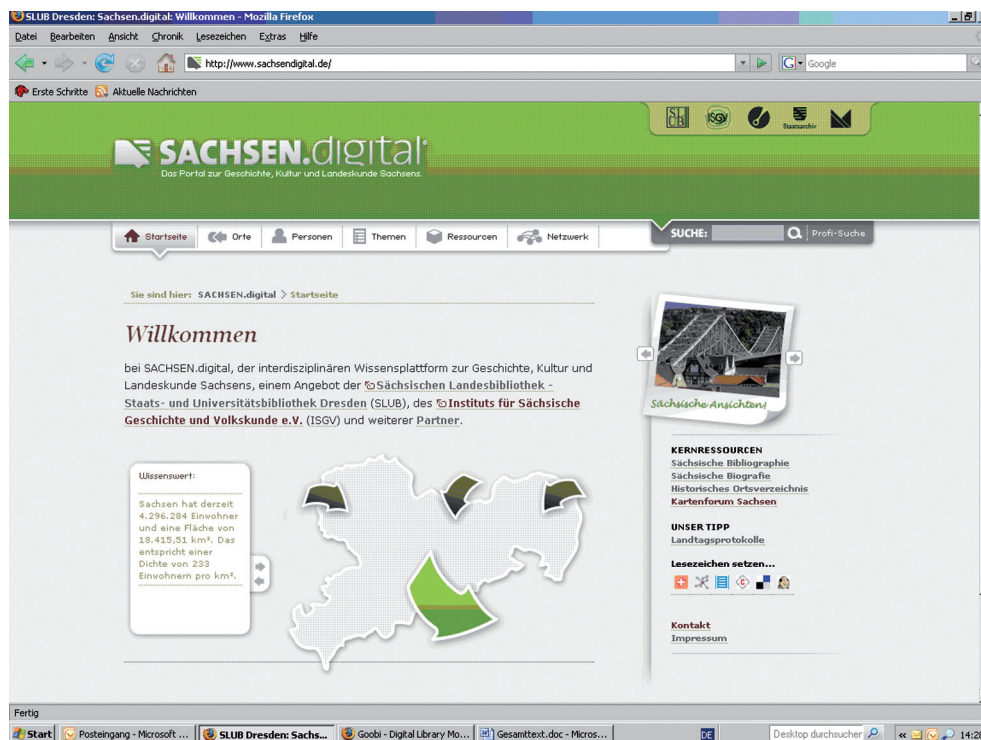 SLUB Dresden: Sachsen.digital: Willkommen - Mozilla Firefox
Datei Bearbeiten Ansicht Chronik Lesezeichen Extras Hilfe
http://www.sachsendigital.de/
Google
Erste Schritte Aktuelle Nachrichten
SLUB ISGV Staatsarchiv
SACHSEN.digital
Das Portal zur Geschichte, Kultur und Landeskunde Sachsens.
Startseite Orte Personen Themen Ressourcen Netzwerk
SUCHE: Profi-Suche
Sie sind hier: SACHSEN.digital > Startseite
Willkommen
bei SACHSEN.digital, der interdisziplinären Wissensplattform zur Geschichte, Kultur und
Landeskunde Sachsens, einem Angebot der Sächsischen Landesbibliothek -
Staats- und Universitätsbibliothek Dresden (SLUB), des Instituts für Sächsische
Geschichte und Volkskunde e.V. (ISGV) und weiterer Partner.
Wissenswert:
Sachsen hat derzeit
4.296.284 Einwohner
und eine Fläche von
18.415,51 km². Das
entspricht einer
Dichte von 233
Einwohnern pro km².
Sächsische Ansichten!
KERNRESSOURCEN
Sächsische Bibliographie
Sächsische Biografie
Historisches Ortsverzeichnis
Kartenforum Sachsen
UNSER TIPP
Landtagsprotokolle
Lesezeichen setzen...
Kontakt
Impressum
Fertig
Start Posteingang - Microsoft ... SLUB Dresden: Sachs... Goobi - Digital Library Mo... Gesamttext.doc - Micros... DE Desktop durchsuchen « 14:28